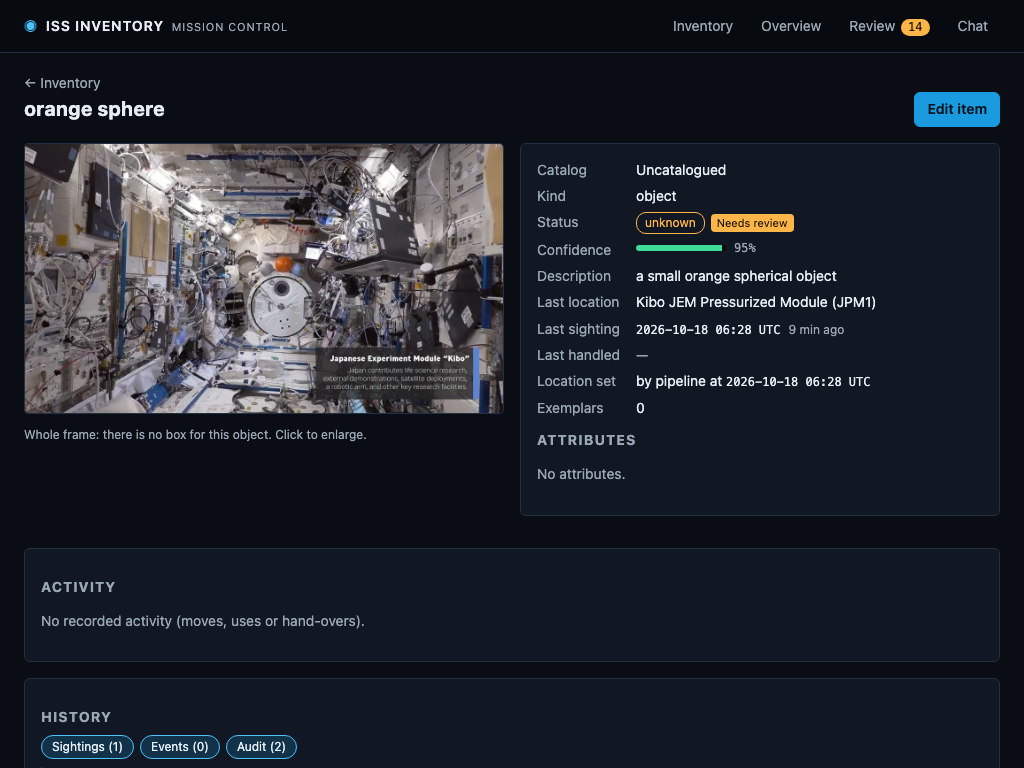 ISS INVENTORY MISSION CONTROL
Inventory Overview Review 14 Chat
← Inventory
orange sphere
Edit item
Japanese Experiment Module “Kibo”
Japan contributes life science research,
external demonstrations, satellite deployments,
a robotic arm, and other key research facilities.
Whole frame: there is no box for this object. Click to enlarge.
Catalog Uncatalogued
Kind object
Status unknown Needs review
Confidence 95%
Description a small orange spherical object
Last location Kibo JEM Pressurized Module (JPM1)
Last sighting 2026-10-18 06:28 UTC 9 min ago
Last handled —
Location set by pipeline at 2026-10-18 06:28 UTC
Exemplars 0
ATTRIBUTES
No attributes.
ACTIVITY
No recorded activity (moves, uses or hand-overs).
HISTORY
Sightings (1) Events (0) Audit (2)